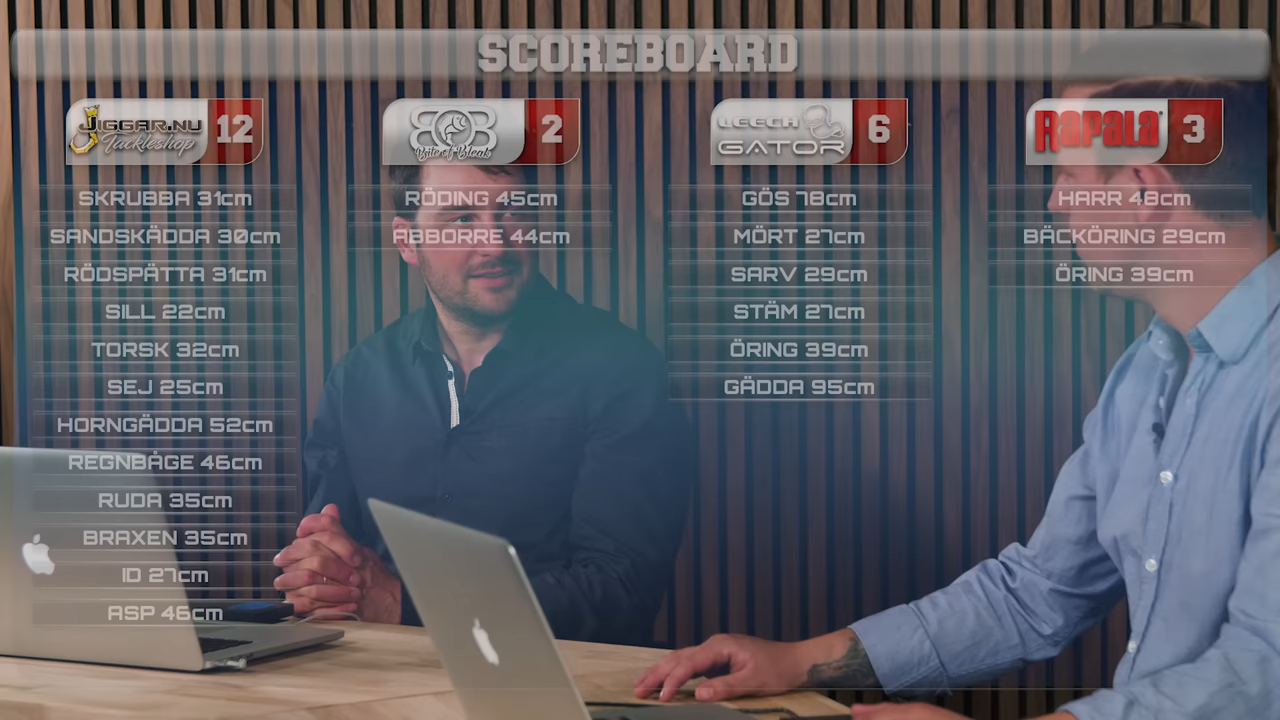 SCOREBOARD
JIGGAR.NU
Tackleshop
12
SKRUBBA 31cm
SANDSKÄDDA 30cm
RÖDSPÄTTA 31cm
SILL 22cm
TORSK 32cm
SEJ 25cm
HORNGÄDDA 52cm
REGNBÅGE 46cm
RUDA 35cm
BRAXEN 35cm
ID 27cm
ASP 46cm
BOB
Bite of Bleak
2
RÖDING 45cm
ABBORRE 44cm
LEECH
GATOR
6
GÖS 78cm
MÖRT 27cm
SARV 29cm
STÄM 27cm
ÖRING 39cm
GÄDDA 95cm
Rapala
3
HARR 48cm
BÄCKÖRING 29cm
ÖRING 39cm